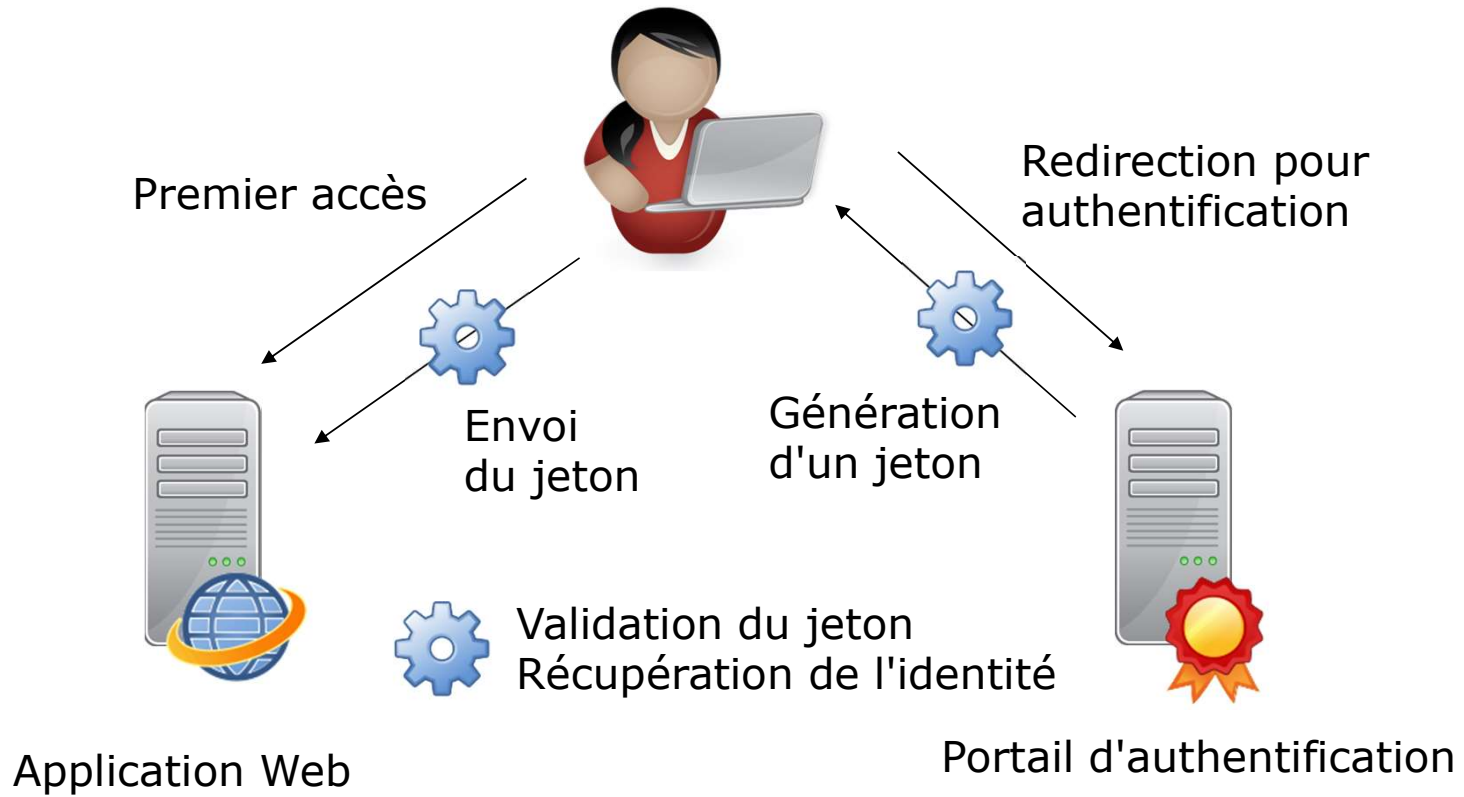 Premier accès
Redirection pour
authentification
Envoi
du jeton
Génération
d'un jeton
Validation du jeton
Récupération de l'identité
Application Web
Portail d'authentification